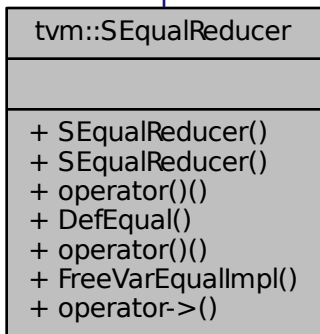 tvm::SEqualReducer
+ SEqualReducer()
+ SEqualReducer()
+ operator()()
+ DefEqual()
+ operator()()
+ FreeVarEqualImpl()
+ operator->()